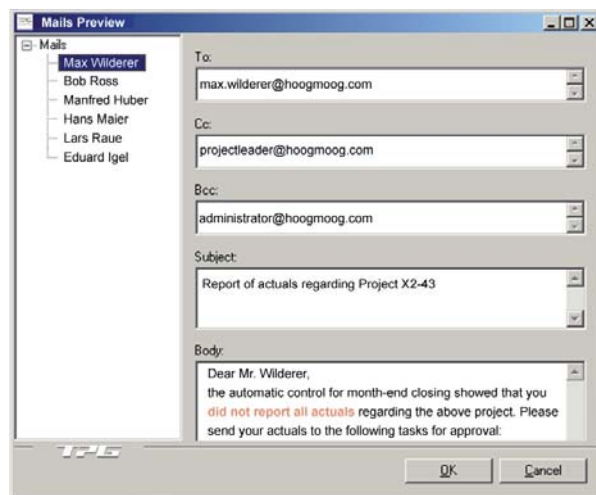 Mails Preview
Mails
Max Wilderer
Bob Ross
Manfred Huber
Hans Maier
Lars Raue
Eduard Igel
To:
max.wilderer@hoogmoog.com
Cc:
projectleader@hoogmoog.com
Bcc:
administrator@hoogmoog.com
Subject:
Report of actuals regarding Project X2-43
Body:
Dear Mr. Wilderer,
the automatic control for month-end closing showed that you
did not report all actuals regarding the above project. Please
send your actuals to the following tasks for approval:
TPG
OK
Cancel